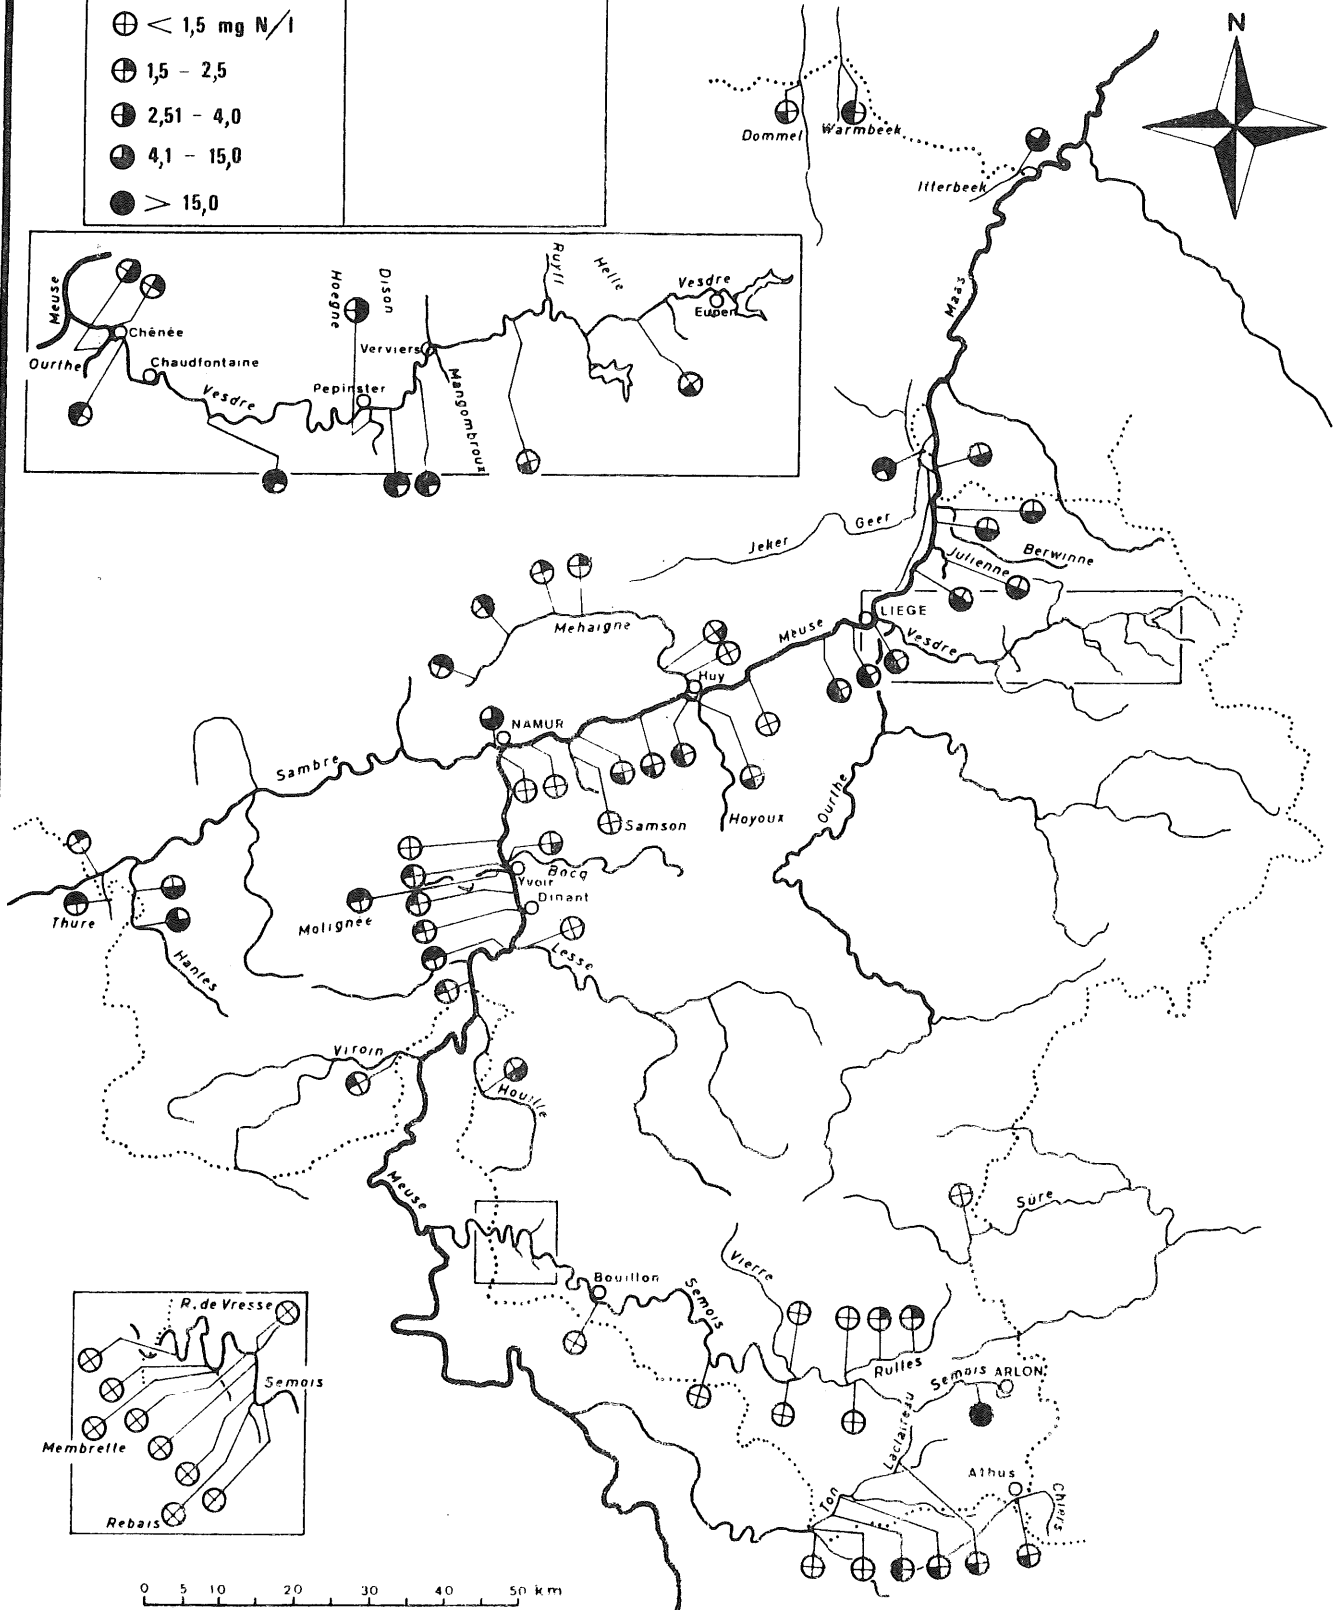 < 1,5 mg N/l
1,5 - 2,5
2,51 - 4,0
4,1 - 15,0
> 15,0
N
Dommel
Warmbeek
Itterbeek
Maas
Meuse
Chênée
Ourthe
Chaudfontaine
Vesdre
Hoegne
Dison
Pepinster
Verviers
Mangombroux
Ruyff
Helle
Vesdre
Eupen
Jeker
Geer
Julienne
Berwinne
LIEGE
Vesdre
Mehaigne
Meuse
Huy
NAMUR
Sambre
Samson
Hoyoux
Ourthe
Bocq
Yvoir
Dinant
Molignée
Thure
Hantes
Lesse
Viroin
Houille
Meuse
Sûre
Bouillon
Semois
Vierre
Rulles
Semois
ARLON
Laclaireau
Athus
Ton
Chiers
R. de Vresse
Semois
Membrette
Rebais
0 5 10 20 30 40 50 km